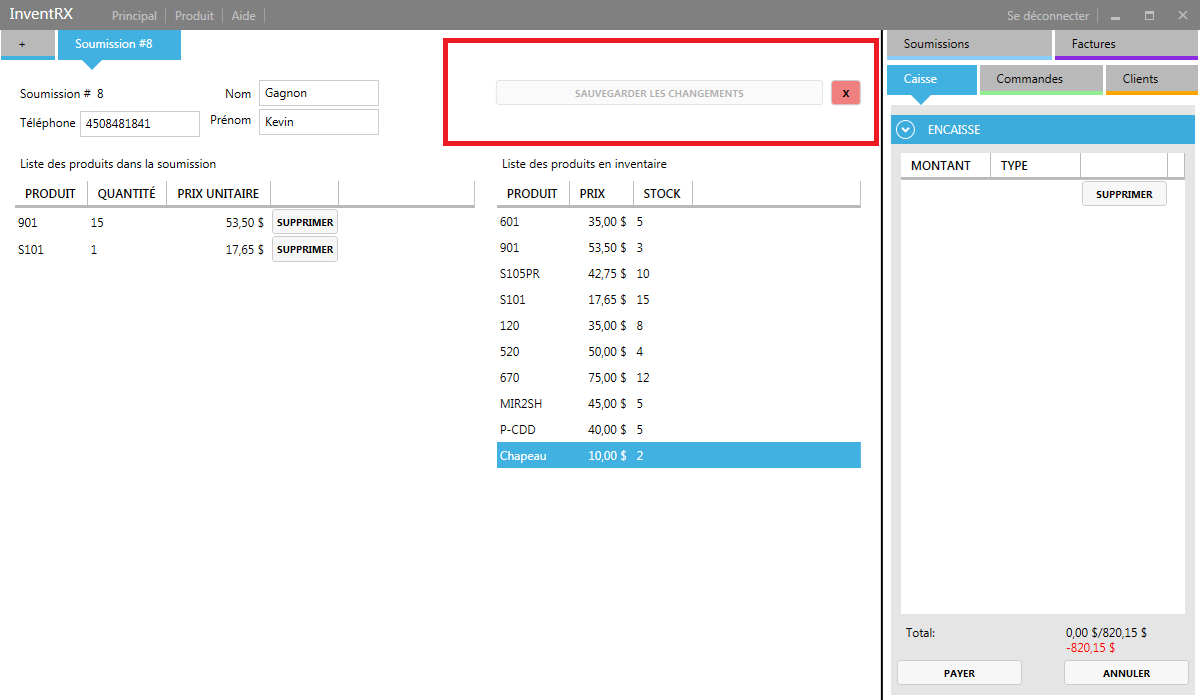 InventRX Principal Produit Aide Se déconnecter
+ Soumission #8
Soumission # 8
Nom Gagnon
Téléphone 4508481841
Prénom Kevin
SAUVEGARDER LES CHANGEMENTS X
Liste des produits dans la soumission
PRODUIT QUANTITÉ PRIX UNITAIRE
901 15 53,50 $ SUPPRIMER
S101 1 17,65 $ SUPPRIMER
Liste des produits en inventaire
PRODUIT PRIX STOCK
601 35,00 $ 5
901 53,50 $ 3
S105PR 42,75 $ 10
S101 17,65 $ 15
120 35,00 $ 8
520 50,00 $ 4
670 75,00 $ 12
MIR2SH 45,00 $ 5
P-CDD 40,00 $ 5
Chapeau 10,00 $ 2
Soumissions Factures
Caisse Commandes Clients
ENCAISSE
MONTANT TYPE
SUPPRIMER
Total: 0,00 $/820,15 $
-820,15 $
PAYER ANNULER